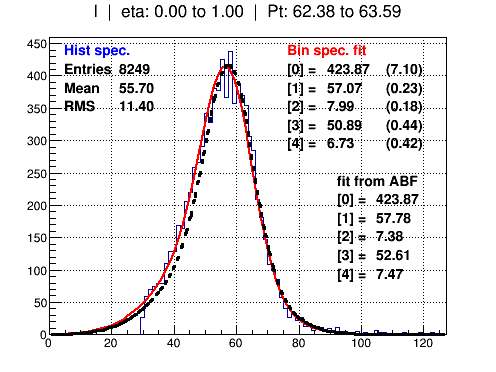 I | eta: 0.00 to 1.00 | Pt: 62.38 to 63.59
Hist spec.
Entries 8249
Mean 55.70
RMS 11.40
Bin spec. fit
[0] = 423.87 (7.10)
[1] = 57.07 (0.23)
[2] = 7.99 (0.18)
[3] = 50.89 (0.44)
[4] = 6.73 (0.42)
fit from ABF
[0] = 423.87
[1] = 57.78
[2] = 7.38
[3] = 52.61
[4] = 7.47
450
400
350
300
250
200
150
100
50
0
0 20 40 60 80 100 120